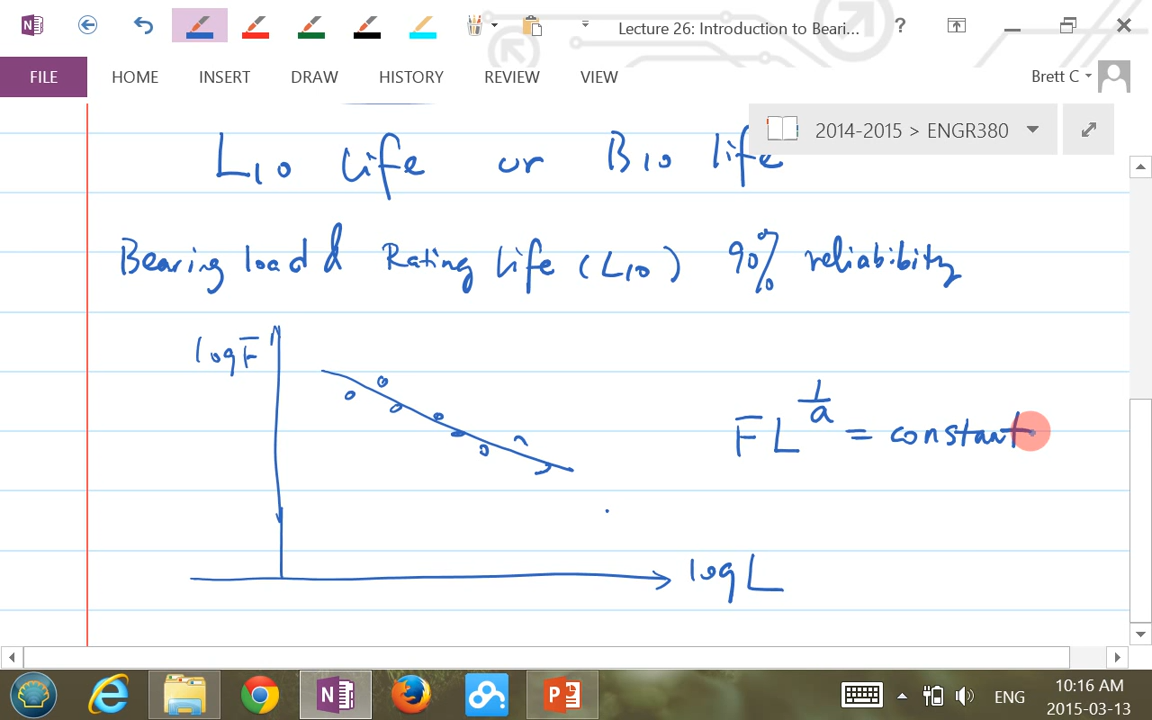 Lecture 26: Introduction to Beari...
?
FILE HOME INSERT DRAW HISTORY REVIEW VIEW
Brett C
2014-2015 > ENGR380
L10 life or B10 life
Bearing load & Rating life (L10) 90% reliabibity
log F
FL^(1/a) = constant
log L
ENG
10:16 AM
2015-03-13